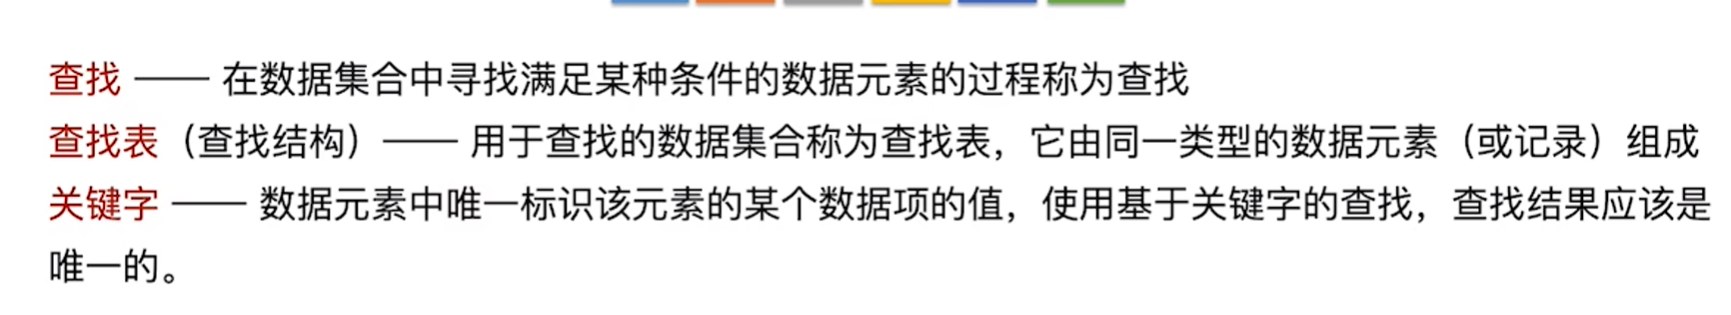 查找 —— 在数据集合中寻找满足某种条件的数据元素的过程称为查找
查找表（查找结构）—— 用于查找的数据集合称为查找表，它由同一类型的数据元素（或记录）组成
关键字 —— 数据元素中唯一标识该元素的某个数据项的值，使用基于关键字的查找，查找结果应该是
唯一的。